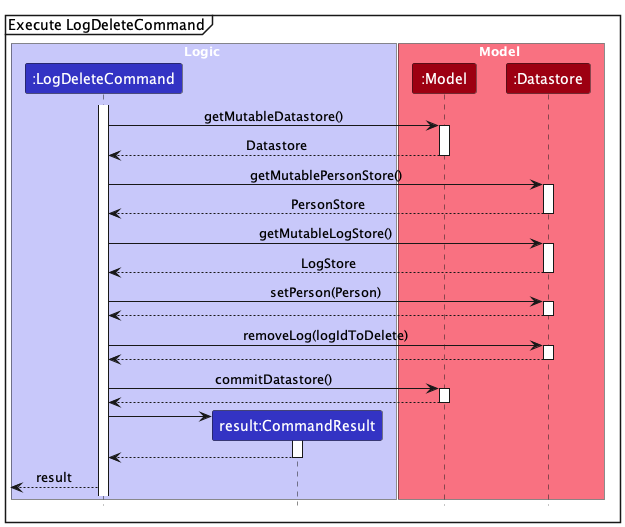 Execute LogDeleteCommand
Logic
Model
:LogDeleteCommand
:Model
:Datastore
getMutableDatastore()
Datastore
getMutablePersonStore()
PersonStore
getMutableLogStore()
LogStore
setPerson(Person)
removeLog(logIdToDelete)
commitDatastore()
result:CommandResult
result